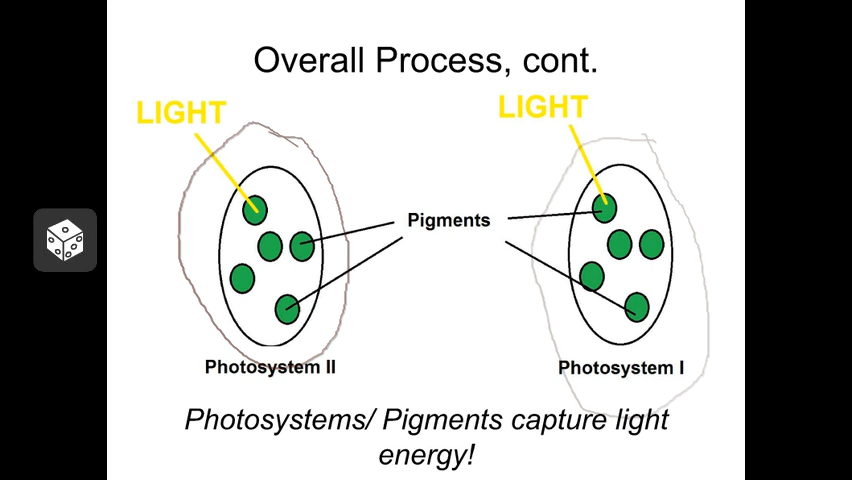 Overall Process, cont.
LIGHT
LIGHT
Pigments
Photosystem II
Photosystem I
Photosystems/ Pigments capture light
energy!